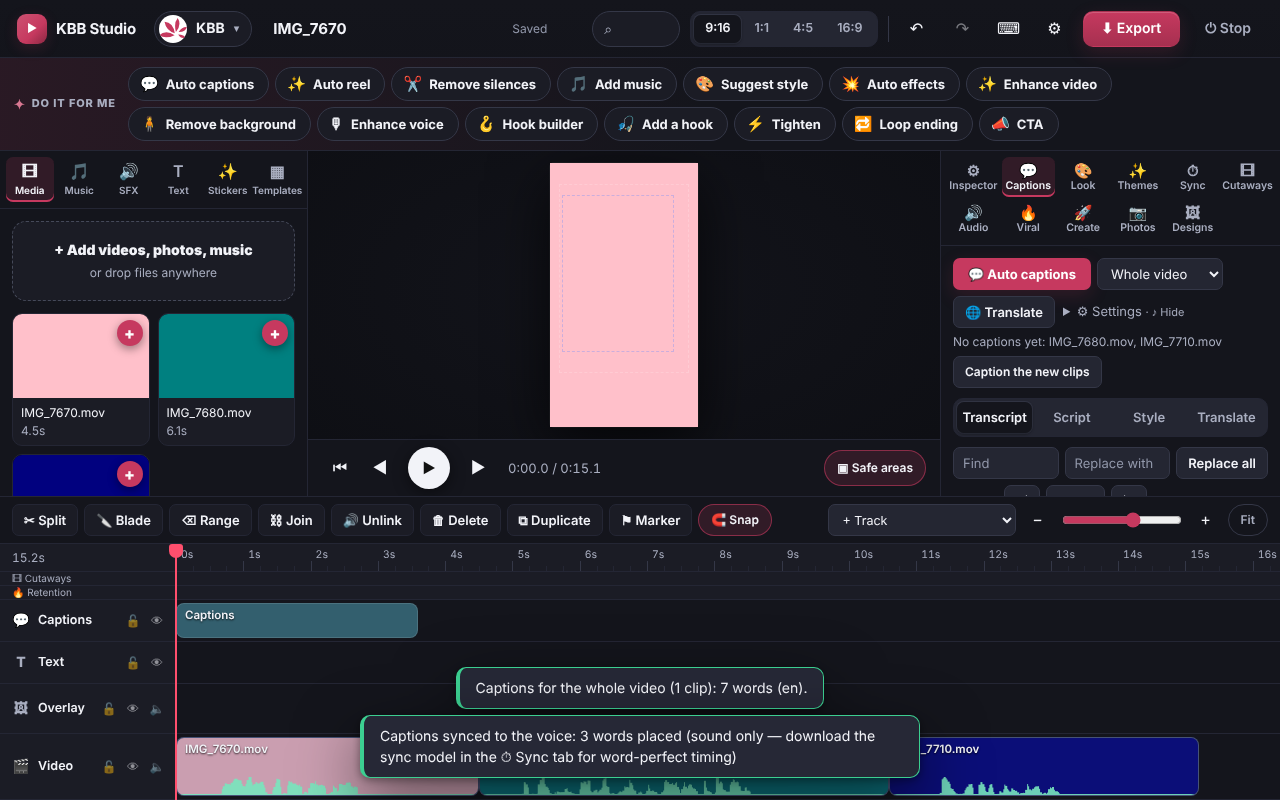 KBB Studio
KBB
IMG_7670
Saved
9:16 1:1 4:5 16:9
Export
Stop
DO IT FOR ME
Auto captions
Auto reel
Remove silences
Add music
Suggest style
Auto effects
Enhance video
Remove background
Enhance voice
Hook builder
Add a hook
Tighten
Loop ending
CTA
Media
Music
SFX
Text
Stickers
Templates
+ Add videos, photos, music
or drop files anywhere
IMG_7670.mov
4.5s
IMG_7680.mov
6.1s
0:00.0 / 0:15.1
Safe areas
Inspector
Captions
Look
Themes
Sync
Cutaways
Audio
Viral
Create
Photos
Designs
Auto captions
Whole video
Translate
Settings · ♪ Hide
No captions yet: IMG_7680.mov, IMG_7710.mov
Caption the new clips
Transcript
Script
Style
Translate
Find
Replace with
Replace all
Split
Blade
Range
Join
Unlink
Delete
Duplicate
Marker
Snap
+ Track
Fit
15.2s
0s 1s 2s 3s 4s 5s 6s 7s 8s 9s 10s 11s 12s 13s 14s 15s 16s
Cutaways
Retention
Captions
Captions
T Text
Captions for the whole video (1 clip): 7 words (en).
Overlay
Captions synced to the voice: 3 words placed (sound only — download the
sync model in the ⏱ Sync tab for word-perfect timing)
Video
IMG_7670.mov
_7710.mov